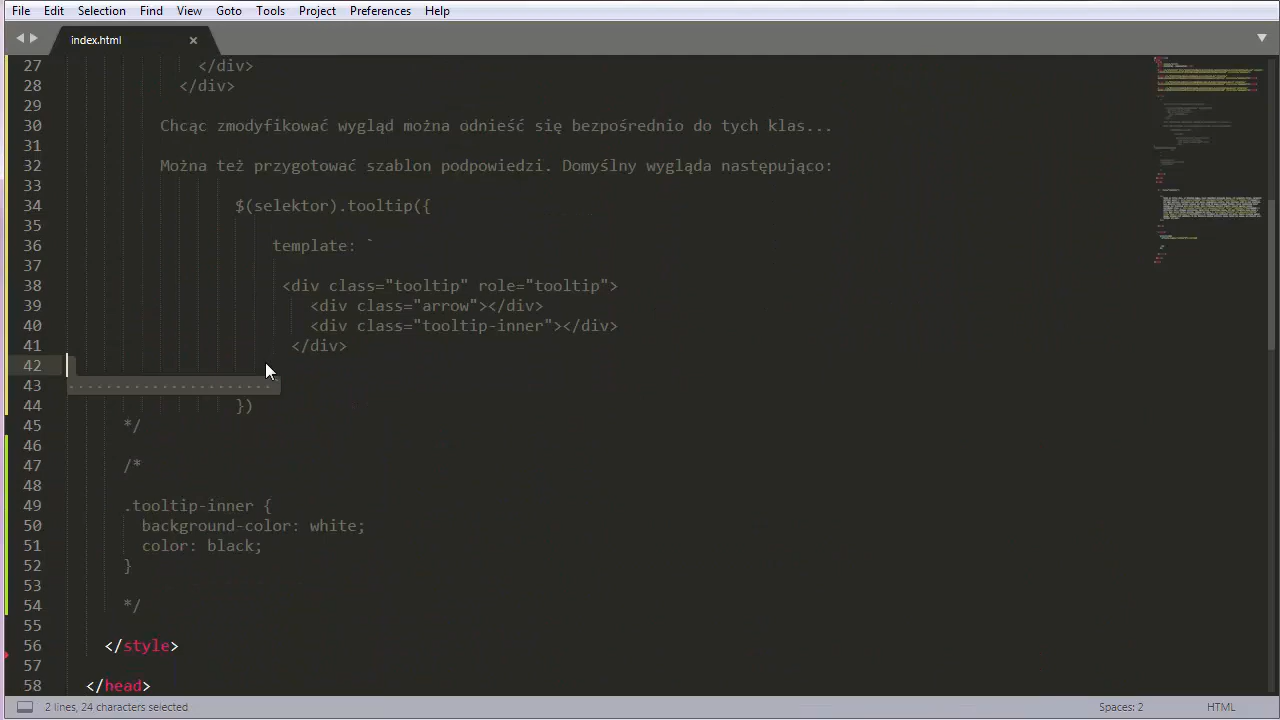 File Edit Selection Find View Goto Tools Project Preferences Help
index.html ×
27 </div>
28 </div>
29
30 Chcąc zmodyfikować wygląd można odnieść się bezpośrednio do tych klas...
31
32 Można też przygotować szablon podpowiedzi. Domyślny wygląda następująco:
33
34 $(selektor).tooltip({
35
36 template: `
37
38 <div class="tooltip" role="tooltip">
39 <div class="arrow"></div>
40 <div class="tooltip-inner"></div>
41 </div>
42
43
44 })
45 */
46
47 /*
48
49 .tooltip-inner {
50 background-color: white;
51 color: black;
52 }
53
54 */
55
56 </style>
57
58 </head>
2 lines, 24 characters selected Spaces: 2 HTML